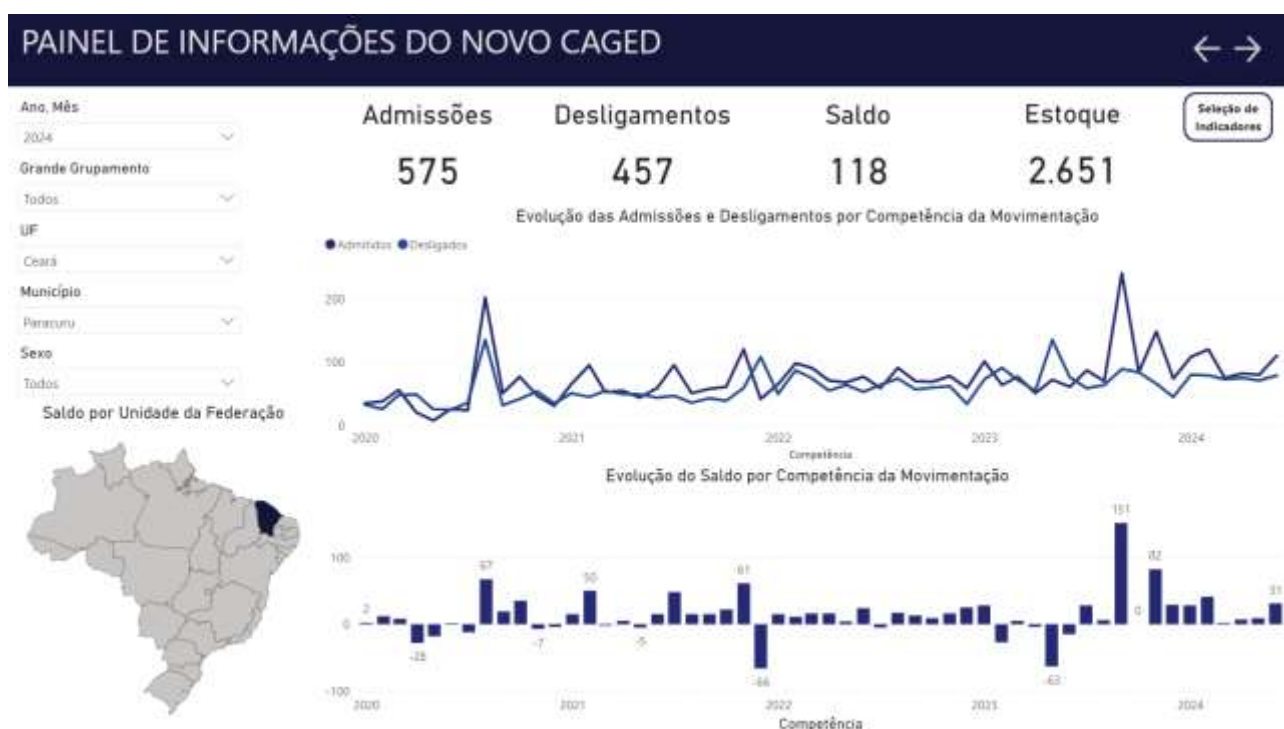 PAINEL DE INFORMAÇÕES DO NOVO CAGED
Ano, Mês
2024
Grande Grupamento
Todos
UF
Ceará
Município
Paracuru
Sexo
Todos
Saldo por Unidade da Federação
Admissões Desligamentos Saldo Estoque
575 457 118 2.651
Seleção de
Indicadores
Evolução das Admissões e Desligamentos por Competência da Movimentação
Admitidos Desligados
200
100
0
2020 2021 2022 2023 2024
Competência
Evolução do Saldo por Competência da Movimentação
151
82
67 50 61 31
100
2 0
0
-28 -7 -5 -66 -63
-100
2020 2021 2022 2023 2024
Competência